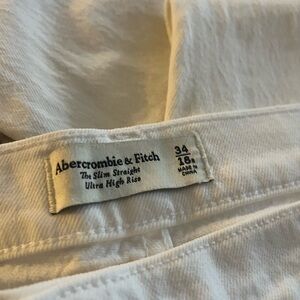 Abercrombie & Fitch
The Slim Straight
Ultra High Rise
34
18s
MADE IN
CHINA